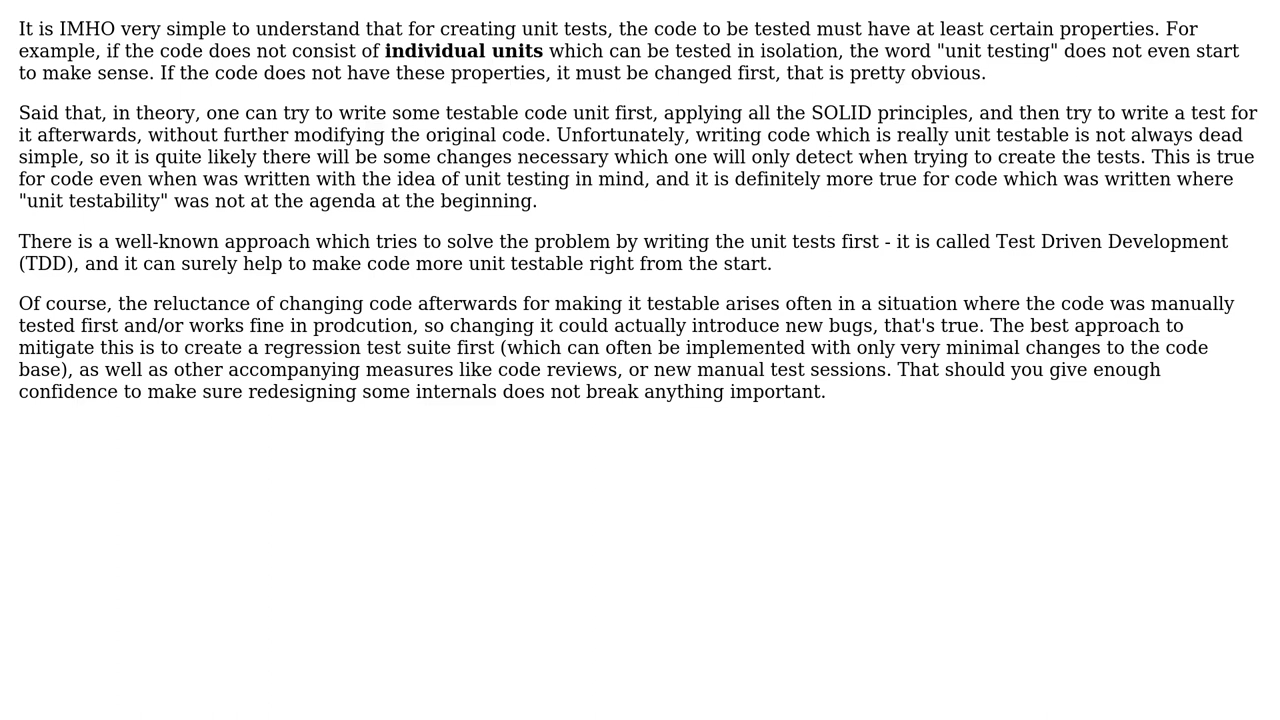 It is IMHO very simple to understand that for creating unit tests, the code to be tested must have at least certain properties. For
example, if the code does not consist of individual units which can be tested in isolation, the word "unit testing" does not even start
to make sense. If the code does not have these properties, it must be changed first, that is pretty obvious.
Said that, in theory, one can try to write some testable code unit first, applying all the SOLID principles, and then try to write a test for
it afterwards, without further modifying the original code. Unfortunately, writing code which is really unit testable is not always dead
simple, so it is quite likely there will be some changes necessary which one will only detect when trying to create the tests. This is true
for code even when was written with the idea of unit testing in mind, and it is definitely more true for code which was written where
"unit testability" was not at the agenda at the beginning.
There is a well-known approach which tries to solve the problem by writing the unit tests first - it is called Test Driven Development
(TDD), and it can surely help to make code more unit testable right from the start.
Of course, the reluctance of changing code afterwards for making it testable arises often in a situation where the code was manually
tested first and/or works fine in prodcution, so changing it could actually introduce new bugs, that's true. The best approach to
mitigate this is to create a regression test suite first (which can often be implemented with only very minimal changes to the code
base), as well as other accompanying measures like code reviews, or new manual test sessions. That should you give enough
confidence to make sure redesigning some internals does not break anything important.